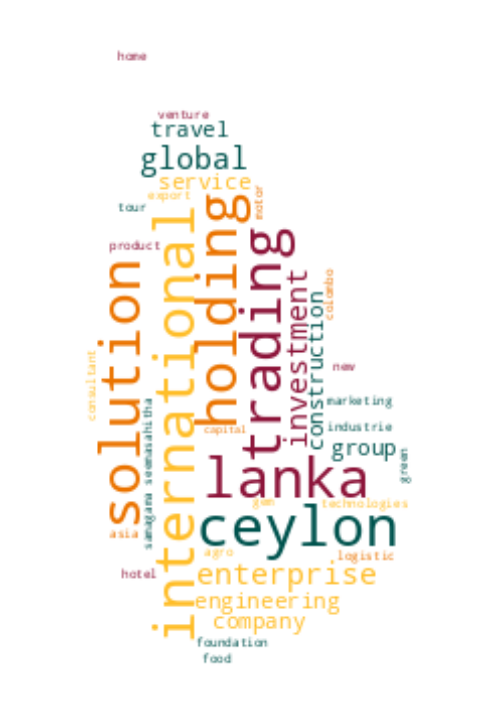 home
venture
travel
global
service
export
motor
tour
international
holding
product
trading
solution
investment
colombo
construction
new
consultant
samagama seemasahitha
marketing
capital
industrie
group
green
lanka
gem
technologies
ceylon
asia
agro
logistic
hotel
enterprise
engineering
company
foundation
food